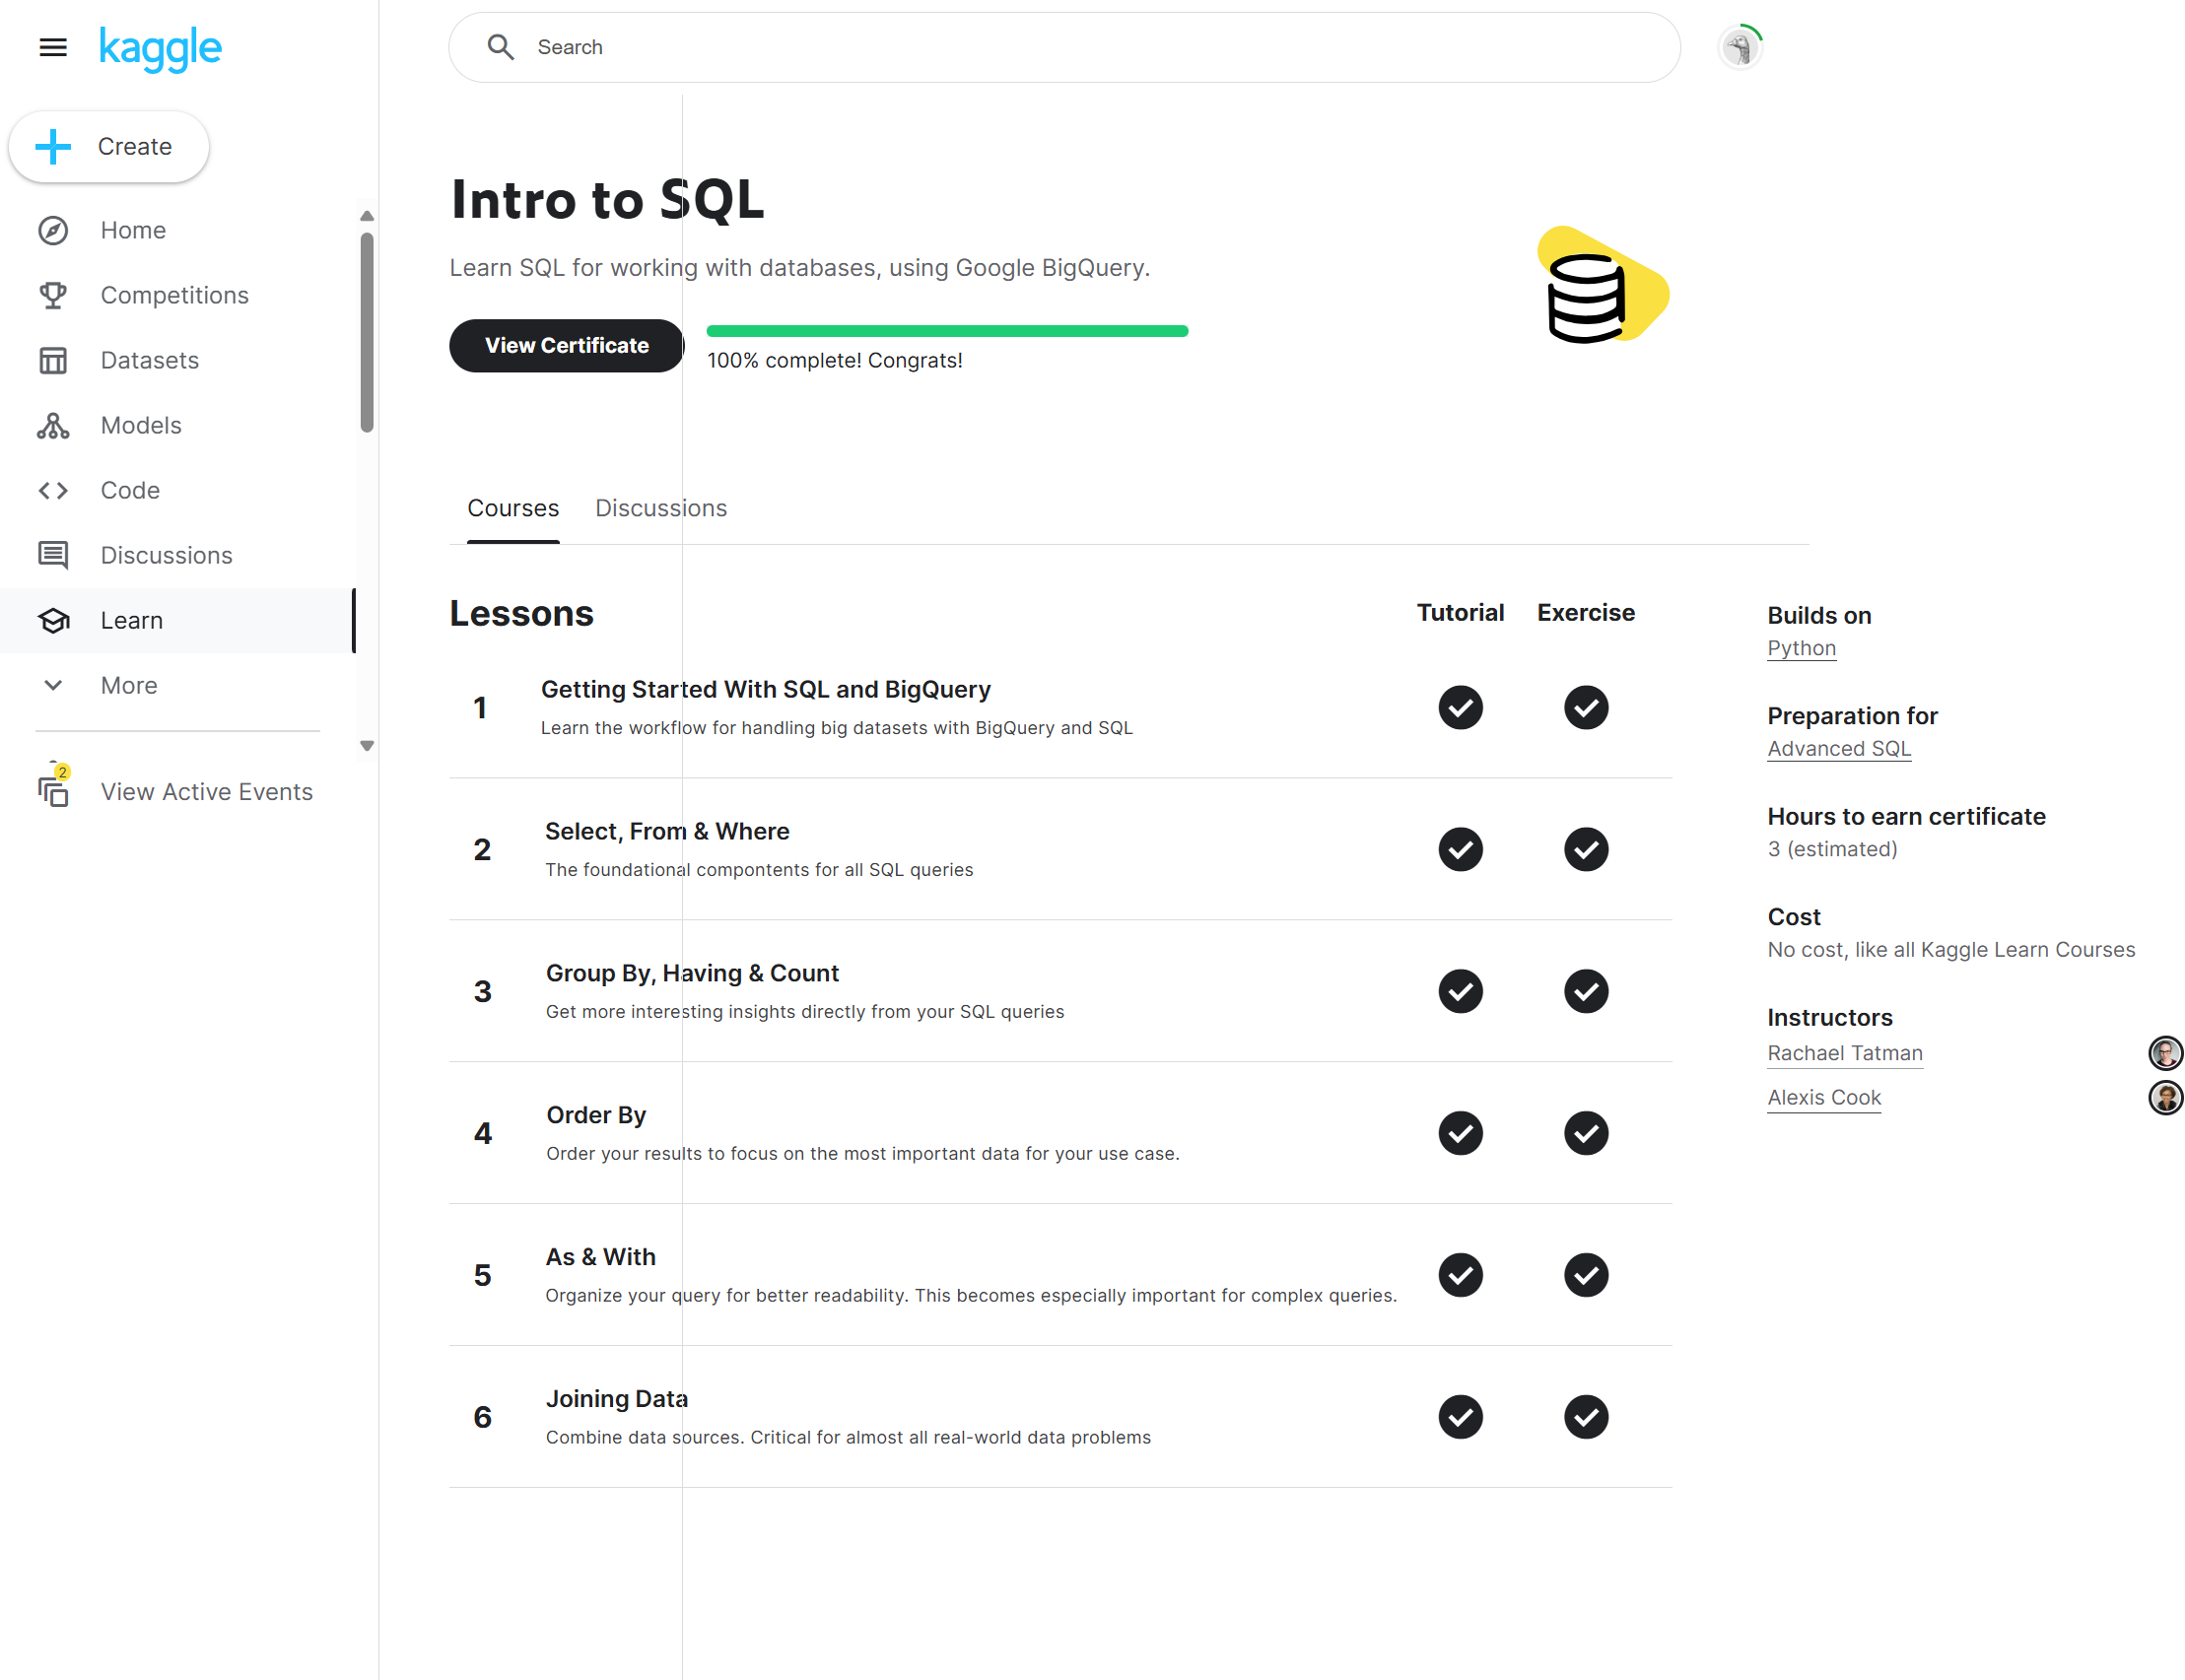 kaggle
Search
Create
Home
Competitions
Datasets
Models
Code
Discussions
Learn
More
2
View Active Events
Intro to SQL
Learn SQL for working with databases, using Google BigQuery.
View Certificate
100% complete! Congrats!
Courses Discussions
Lessons Tutorial Exercise
1
Getting Started With SQL and BigQuery
Learn the workflow for handling big datasets with BigQuery and SQL
2
Select, From & Where
The foundational compontents for all SQL queries
3
Group By, Having & Count
Get more interesting insights directly from your SQL queries
4
Order By
Order your results to focus on the most important data for your use case.
5
As & With
Organize your query for better readability. This becomes especially important for complex queries.
6
Joining Data
Combine data sources. Critical for almost all real-world data problems
Builds on
Python
Preparation for
Advanced SQL
Hours to earn certificate
3 (estimated)
Cost
No cost, like all Kaggle Learn Courses
Instructors
Rachael Tatman
Alexis Cook